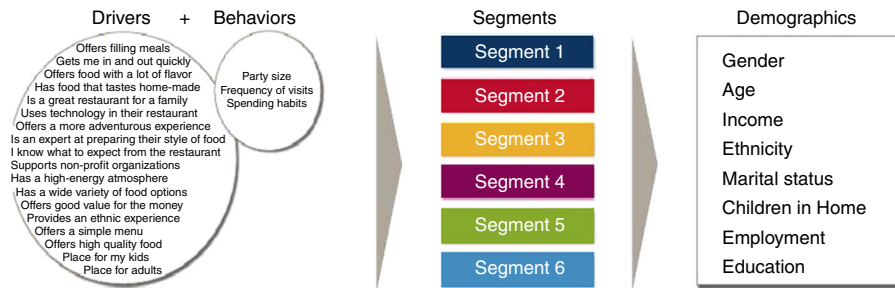 Drivers + Behaviors
Offers filling meals
Gets me in and out quickly
Offers food with a lot of flavor
Has food that tastes home-made
Is a great restaurant for a family
Uses technology in their restaurant
Offers a more adventurous experience
Is an expert at preparing their style of food
I know what to expect from the restaurant
Supports non-profit organizations
Has a high-energy atmosphere
Has a wide variety of food options
Offers good value for the money
Provides an ethnic experience
Offers a simple menu
Offers high quality food
Place for my kids
Place for adults
Party size
Frequency of visits
Spending habits
Segments
Segment 1
Segment 2
Segment 3
Segment 4
Segment 5
Segment 6
Demographics
Gender
Age
Income
Ethnicity
Marital status
Children in Home
Employment
Education